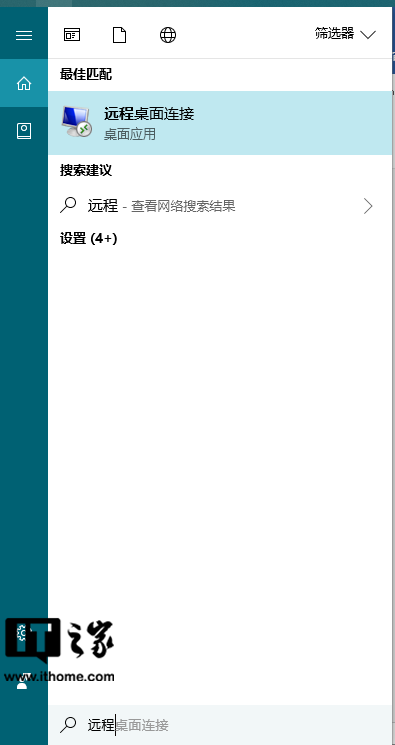 筛选器
最佳匹配
远程桌面连接
桌面应用
搜索建议
远程 - 查看网络搜索结果
设置 (4+)
IT之家
www.ithome.com
远程桌面连接